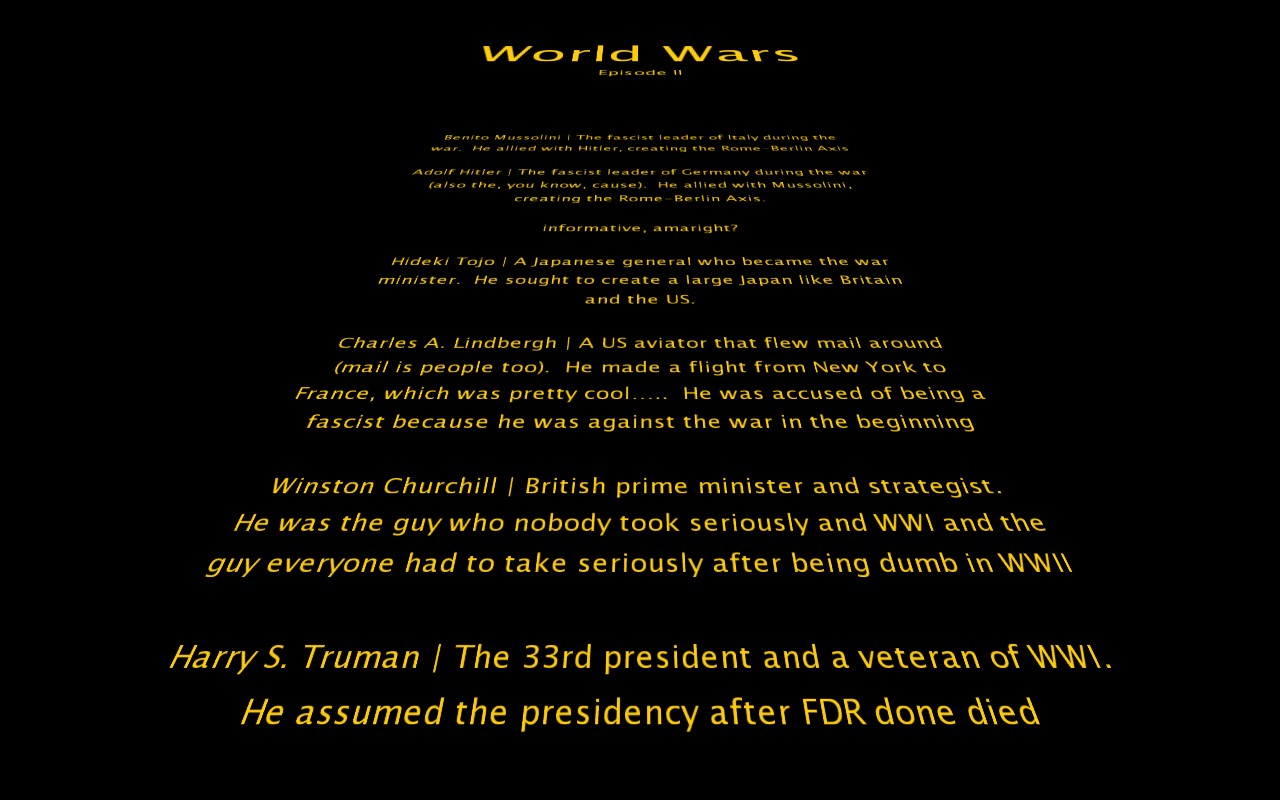 World Wars
Episode II
Benito Mussolini | The fascist leader of Italy during the
war.  He allied with Hitler, creating the Rome-Berlin Axis
Adolf Hitler | The fascist leader of Germany during the war
(also the, you know, cause).  He allied with Mussolini,
creating the Rome-Berlin Axis.
informative, amaright?
Hideki Tojo | A Japanese general who became the war
minister.  He sought to create a large Japan like Britain
and the US.
Charles A. Lindbergh | A US aviator that flew mail around
(mail is people too).  He made a flight from New York to
France, which was pretty cool.....  He was accused of being a
fascist because he was against the war in the beginning
Winston Churchill | British prime minister and strategist.
He was the guy who nobody took seriously and WWI and the
guy everyone had to take seriously after being dumb in WWII
Harry S. Truman | The 33rd president and a veteran of WWI.
He assumed the presidency after FDR done died